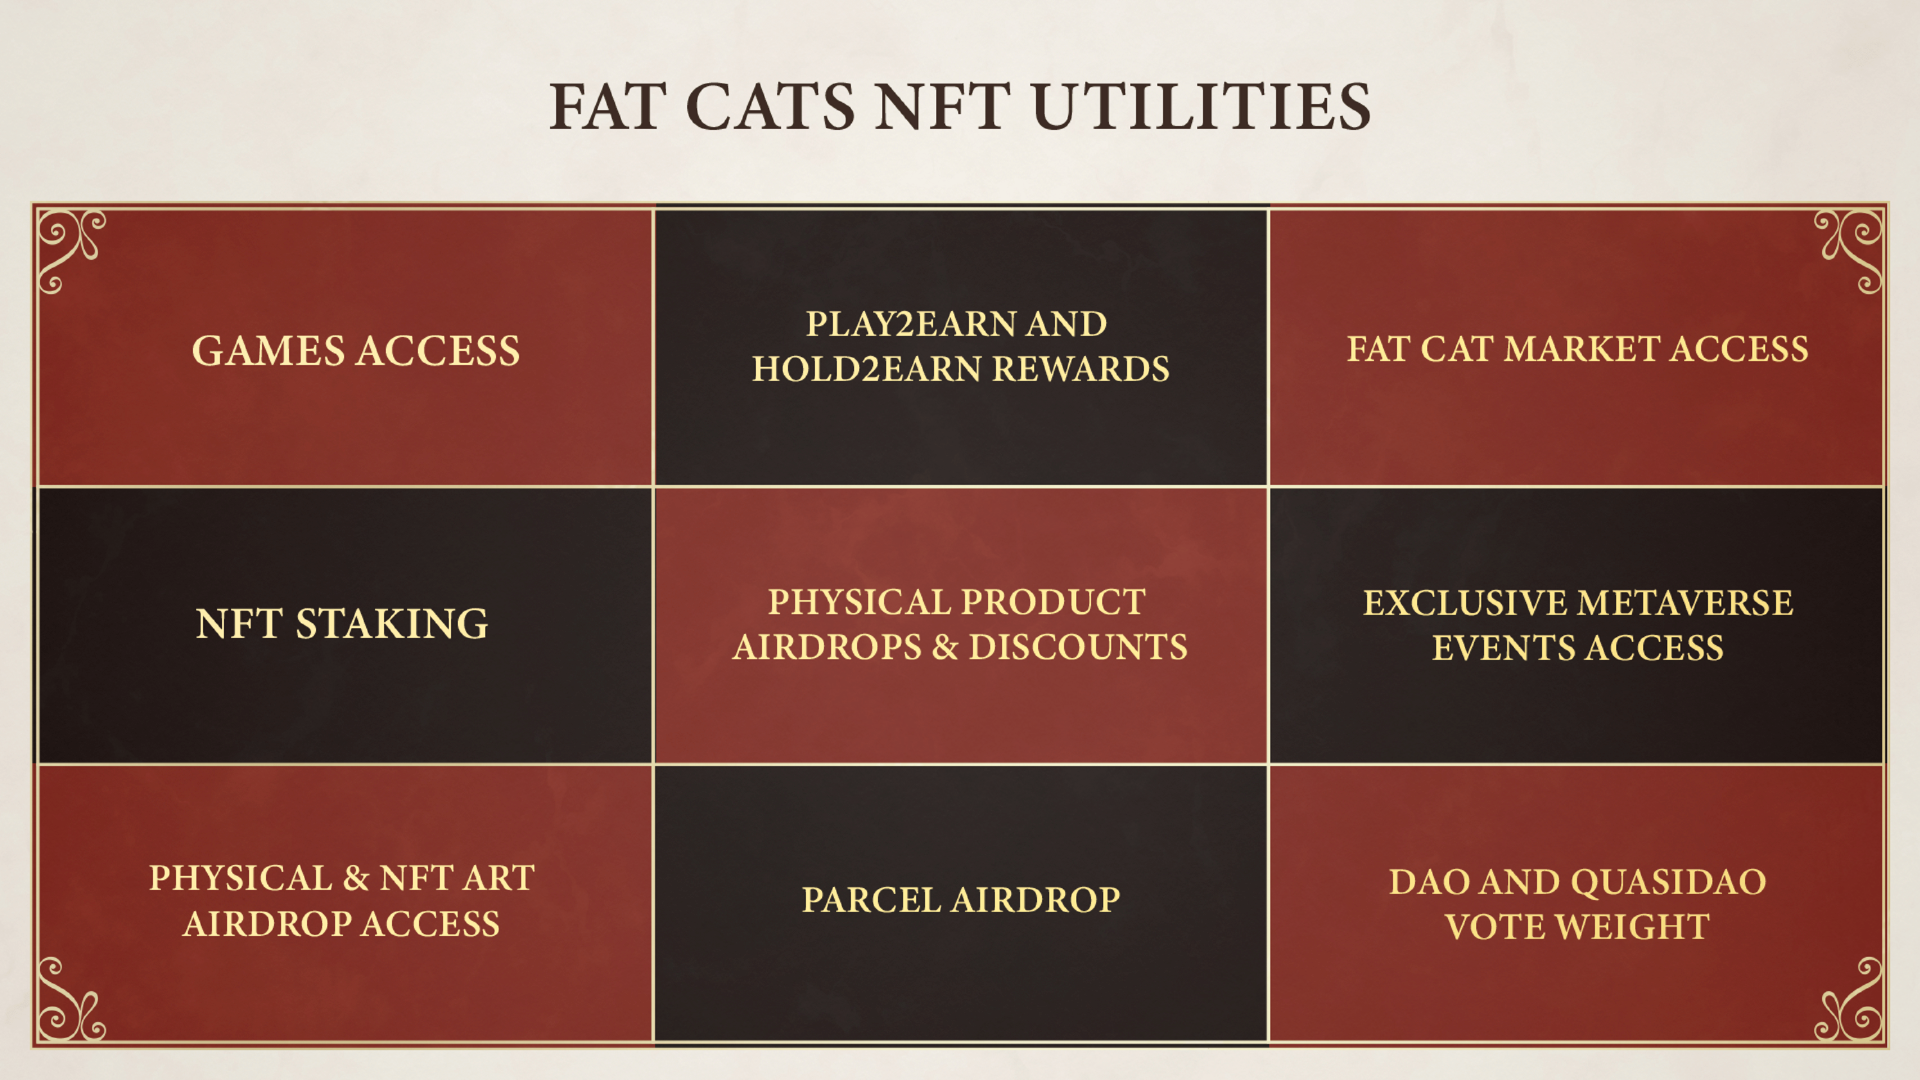 FAT CATS NFT UTILITIES
GAMES ACCESS
PLAY2EARN AND
HOLD2EARN REWARDS
FAT CAT MARKET ACCESS
NFT STAKING
PHYSICAL PRODUCT
AIRDROPS & DISCOUNTS
EXCLUSIVE METAVERSE
EVENTS ACCESS
PHYSICAL & NFT ART
AIRDROP ACCESS
PARCEL AIRDROP
DAO AND QUASIDAO
VOTE WEIGHT